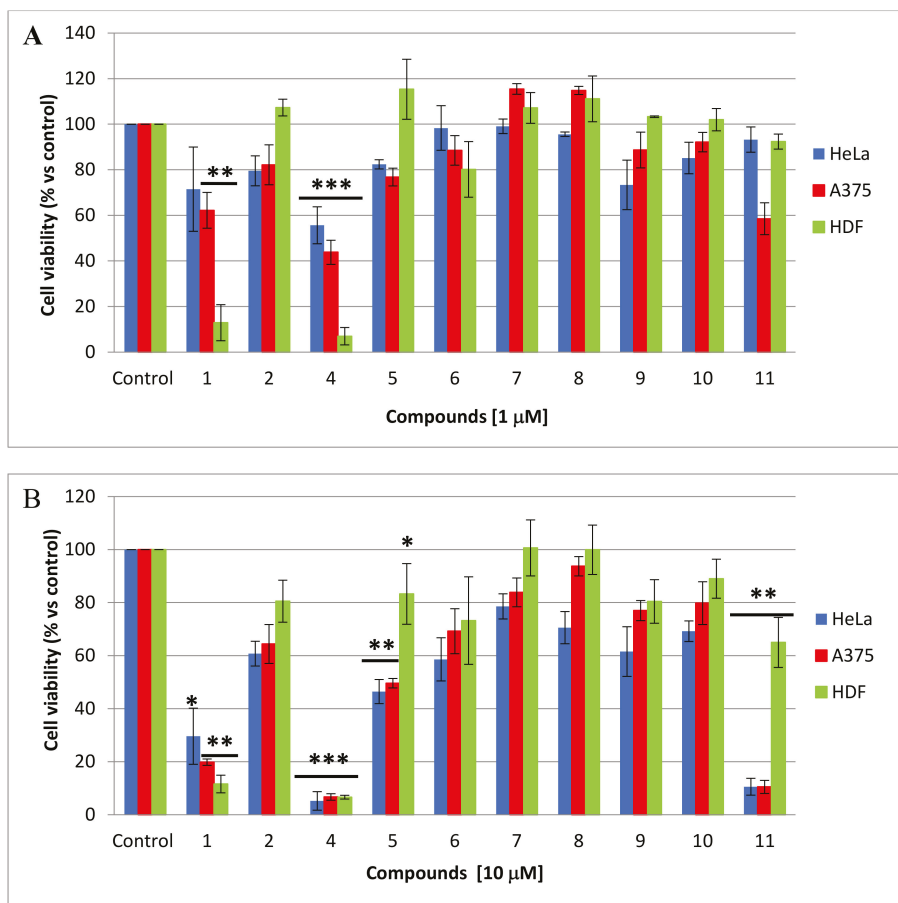 A
Cell viability (% vs control)
140
120
100
80
60
40
20
0
**
***
HeLa
A375
HDF
Control 1 2 4 5 6 7 8 9 10 11
Compounds [1 µM]
B
Cell viability (% vs control)
120
100
80
60
40
20
0
*
**
***
**
*
**
HeLa
A375
HDF
Control 1 2 4 5 6 7 8 9 10 11
Compounds [10 µM]